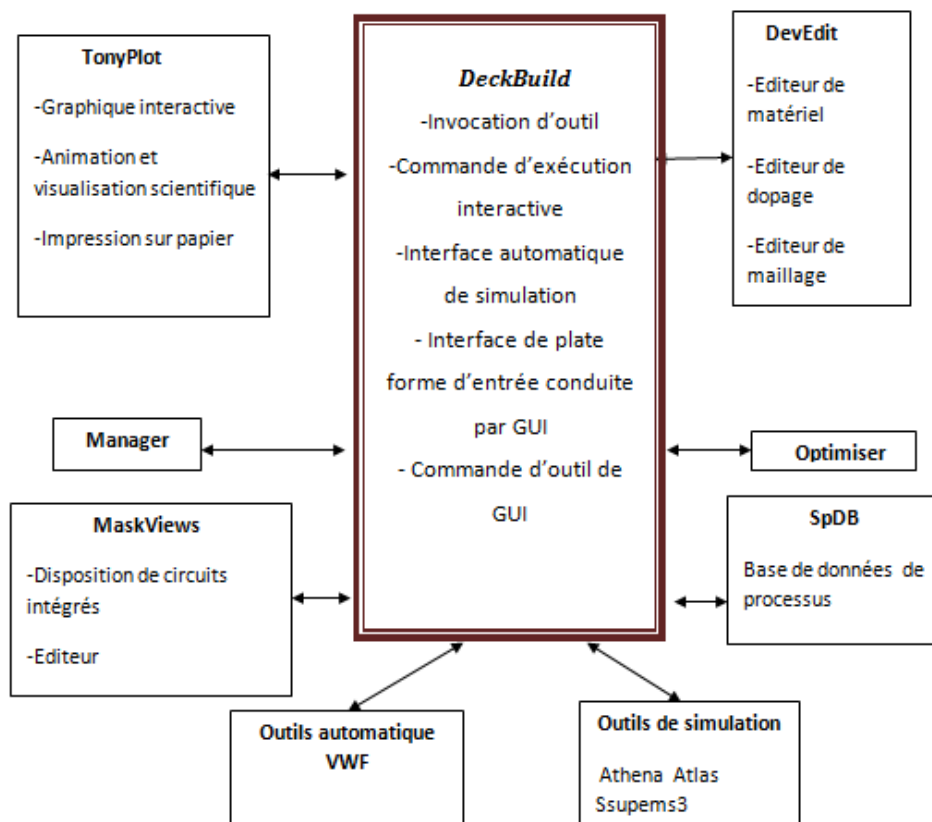 TonyPlot
-Graphique interactive
-Animation et
visualisation scientifique
-Impression sur papier
DeckBuild
-Invocation d’outil
-Commande d’exécution
interactive
-Interface automatique
de simulation
- Interface de plate
forme d’entrée conduite
par GUI
- Commande d’outil de
GUI
DevEdit
-Editeur de
matériel
-Editeur de
dopage
-Editeur de
maillage
Manager
Optimiser
MaskViews
-Disposition de circuits
intégrés
-Editeur
SpDB
Base de données de
processus
Outils automatique
VWF
Outils de simulation
Athena Atlas
Ssupems3